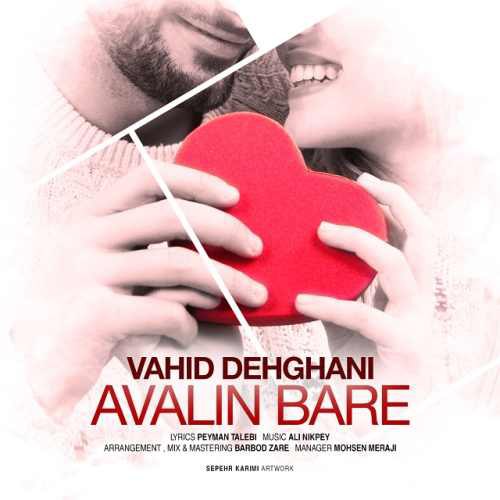 VAHID DEHGHANI
AVALIN BARE
LYRICS PEYMAN TALEBI MUSIC ALI NIKPEY
ARRANGEMENT , MIX & MASTERING BARBOD ZARE MANAGER MOHSEN MERAJI
SEPEHR KARIMI ARTWORK